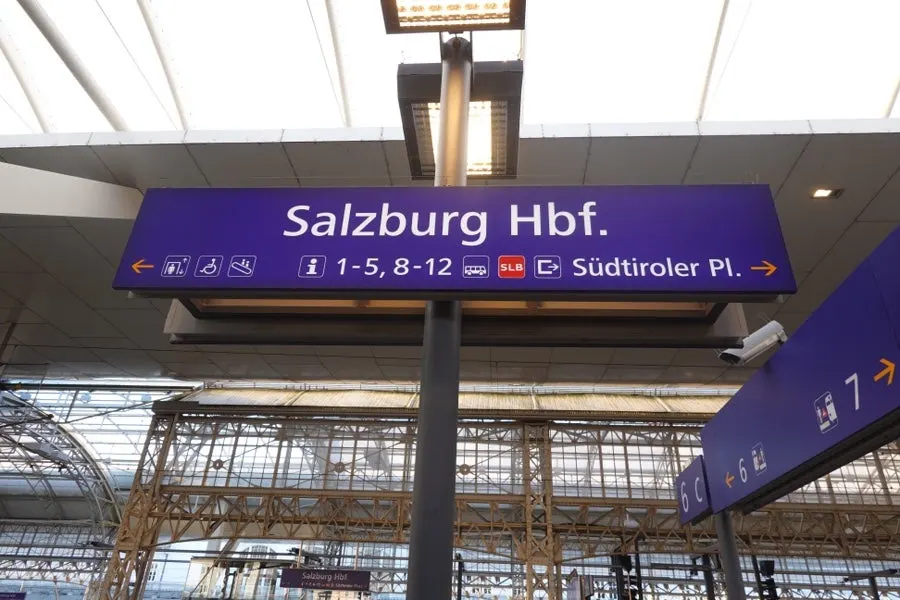 Salzburg Hbf.
i 1-5, 8-12 SLB Südtiroler Pl.
7
6
6 C
Salzburg Hbf